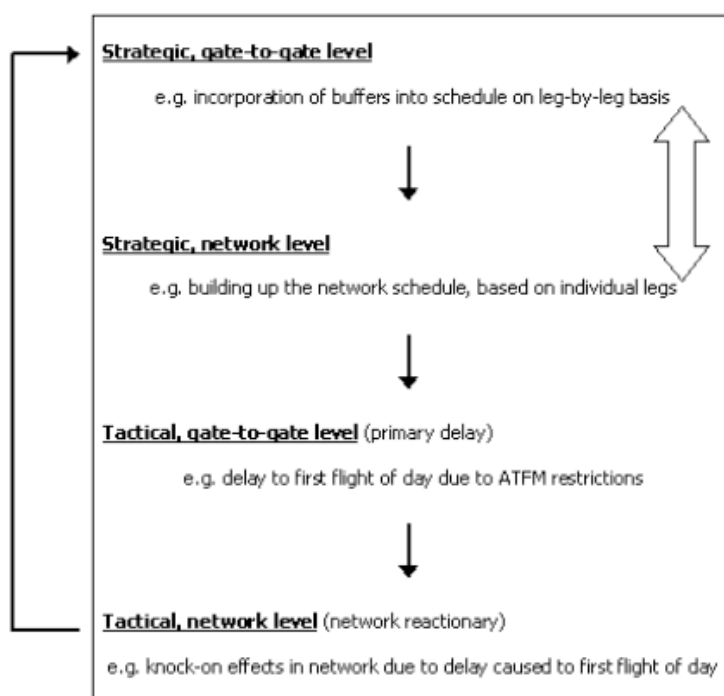 Strategic, gate-to-gate level
e.g. incorporation of buffers into schedule on leg-by-leg basis
Strategic, network level
e.g. building up the network schedule, based on individual legs
Tactical, gate-to-gate level (primary delay)
e.g. delay to first flight of day due to ATFM restrictions
Tactical, network level (network reactionary)
e.g. knock-on effects in network due to delay caused to first flight of day